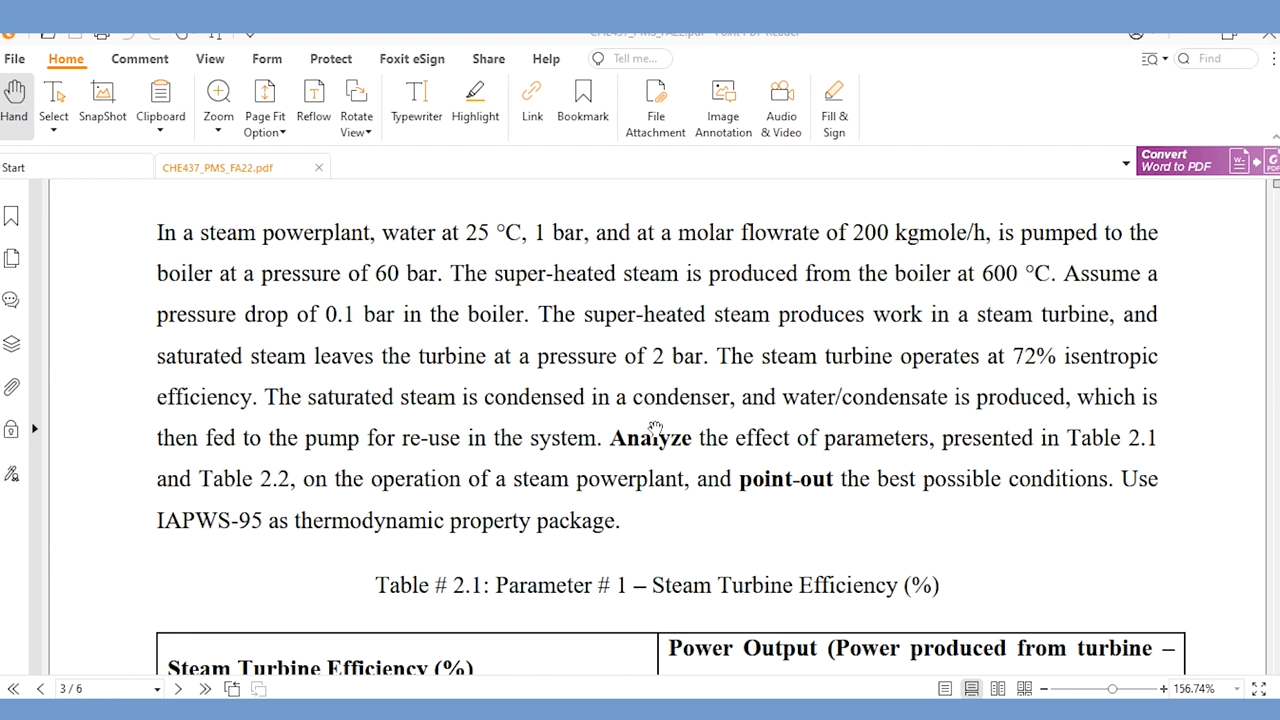 CHE437_PMS_FA22.pdf - Foxit PDF Reader
File Home Comment View Form Protect Foxit eSign Share Help Tell me... Find
Hand Select SnapShot Clipboard Zoom Page Fit Option Reflow Rotate View Typewriter Highlight Link Bookmark File Attachment Image Annotation Audio & Video Fill & Sign
Start CHE437_PMS_FA22.pdf Convert Word to PDF
In a steam powerplant, water at 25 °C, 1 bar, and at a molar flowrate of 200 kgmole/h, is pumped to the
boiler at a pressure of 60 bar. The super-heated steam is produced from the boiler at 600 °C. Assume a
pressure drop of 0.1 bar in the boiler. The super-heated steam produces work in a steam turbine, and
saturated steam leaves the turbine at a pressure of 2 bar. The steam turbine operates at 72% isentropic
efficiency. The saturated steam is condensed in a condenser, and water/condensate is produced, which is
then fed to the pump for re-use in the system. Analyze the effect of parameters, presented in Table 2.1
and Table 2.2, on the operation of a steam powerplant, and point-out the best possible conditions. Use
IAPWS-95 as thermodynamic property package.
Table # 2.1: Parameter # 1 – Steam Turbine Efficiency (%)
Power Output (Power produced from turbine –
Steam Turbine Efficiency (%)
3 / 6 156.74%